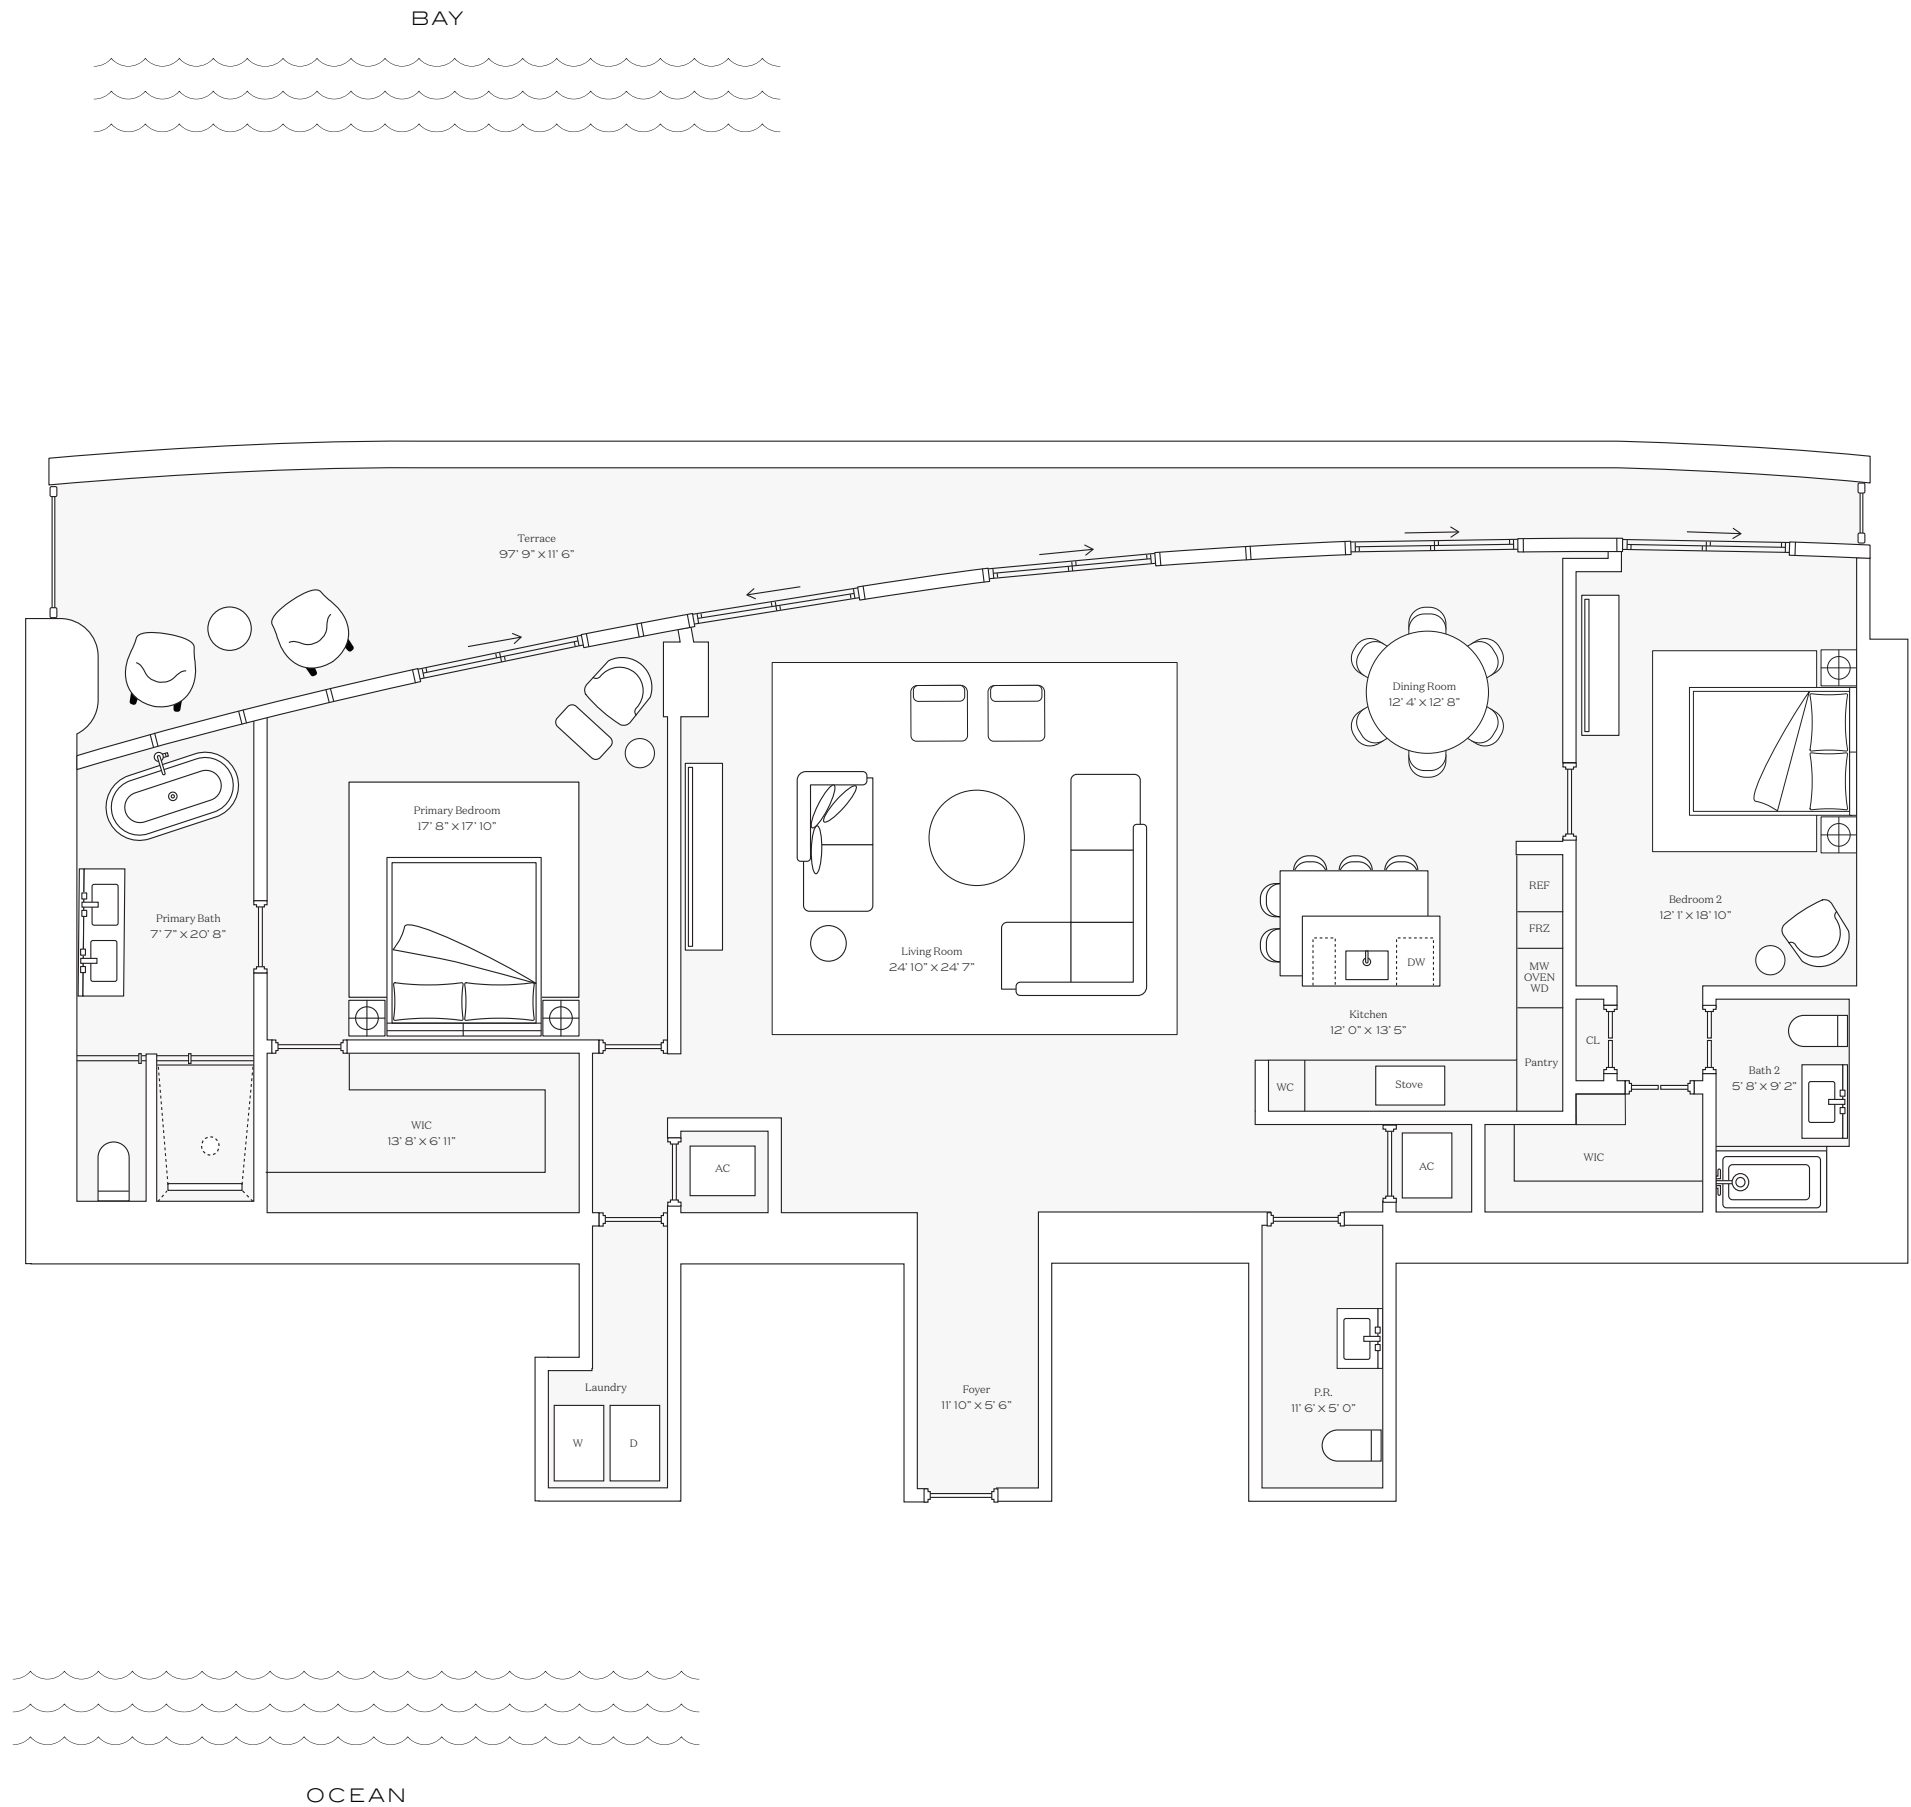 BAY
Terrace
97' 9" X 11' 6"
Dining Room
12' 4" X 12' 8"
Primary Bedroom
17' 8" X 17' 10"
REF
Bedroom 2
12' 1" X 18' 10"
Primary Bath
7' 7" X 20' 8"
FRZ
Living Room
24' 10" X 24' 7"
DW
MW
OVEN
WD
Kitchen
12' 0" X 13' 5"
CL
Pantry
Bath 2
5' 8" X 9' 2"
WC
Stove
WIC
13' 8" X 6' 11"
AC
AC
WIC
Laundry
W
D
Foyer
11' 10" X 5' 6"
P.R.
11' 6" X 5' 0"
OCEAN